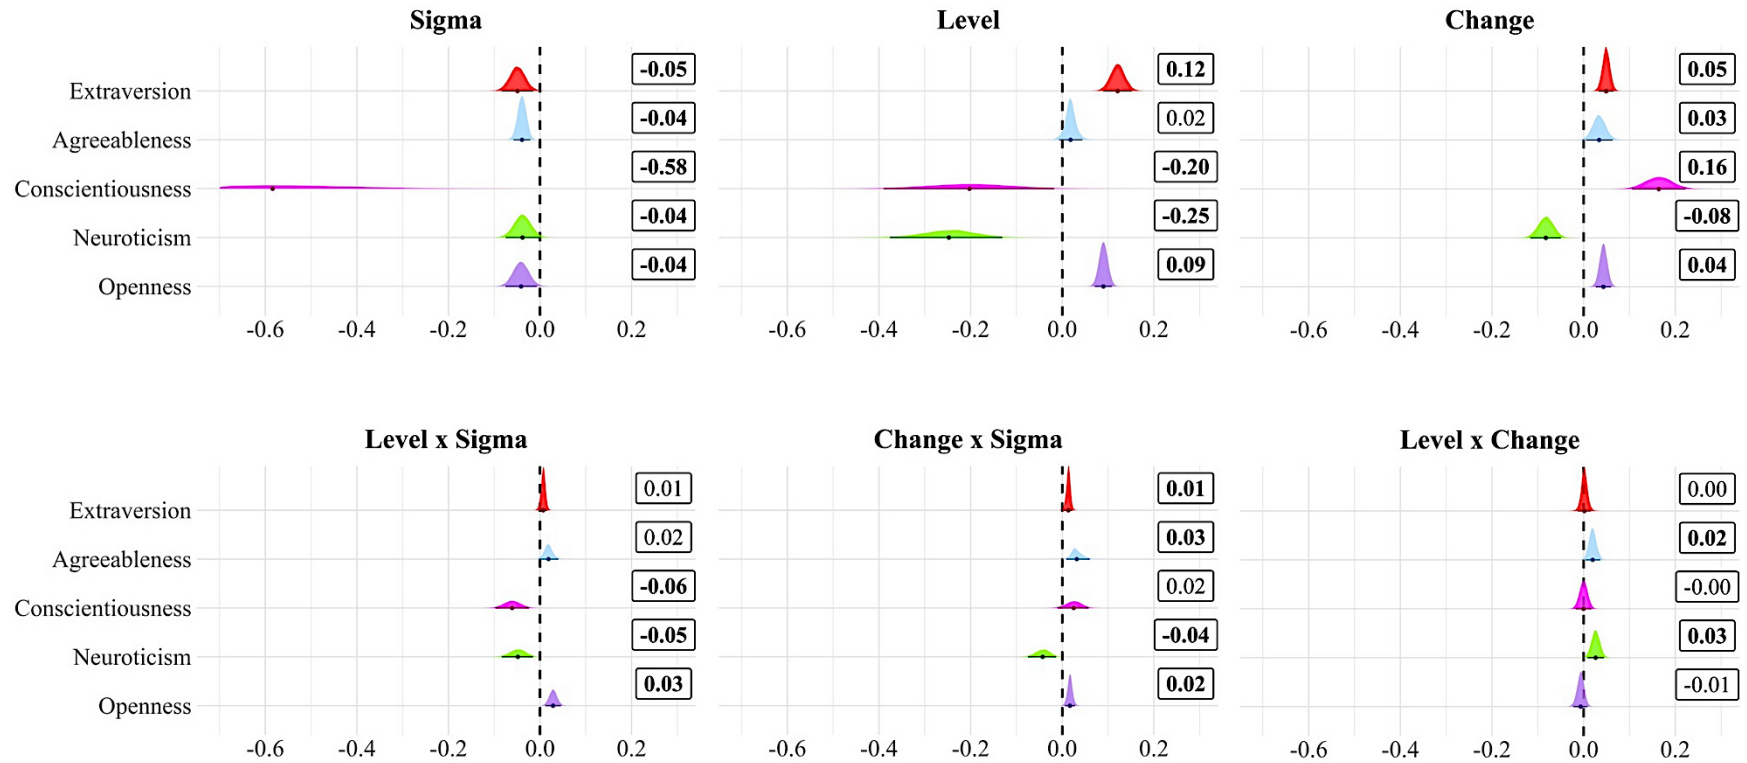 Sigma
Level
Change
Extraversion
-0.05
0.12
0.05
Agreeableness
-0.04
0.02
0.03
Conscientiousness
-0.58
-0.20
0.16
Neuroticism
-0.04
-0.25
-0.08
Openness
-0.04
0.09
0.04
-0.6 -0.4 -0.2 0.0 0.2
-0.6 -0.4 -0.2 0.0 0.2
-0.6 -0.4 -0.2 0.0 0.2
Level x Sigma
Change x Sigma
Level x Change
Extraversion
0.01
0.01
0.00
Agreeableness
0.02
0.03
0.02
Conscientiousness
-0.06
0.02
-0.00
Neuroticism
-0.05
-0.04
0.03
Openness
0.03
0.02
-0.01
-0.6 -0.4 -0.2 0.0 0.2
-0.6 -0.4 -0.2 0.0 0.2
-0.6 -0.4 -0.2 0.0 0.2